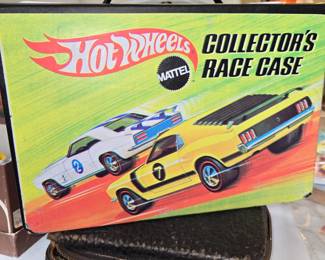 HOT WHEELS
MATTEL
COLLECTOR'S
RACE CASE
2
7